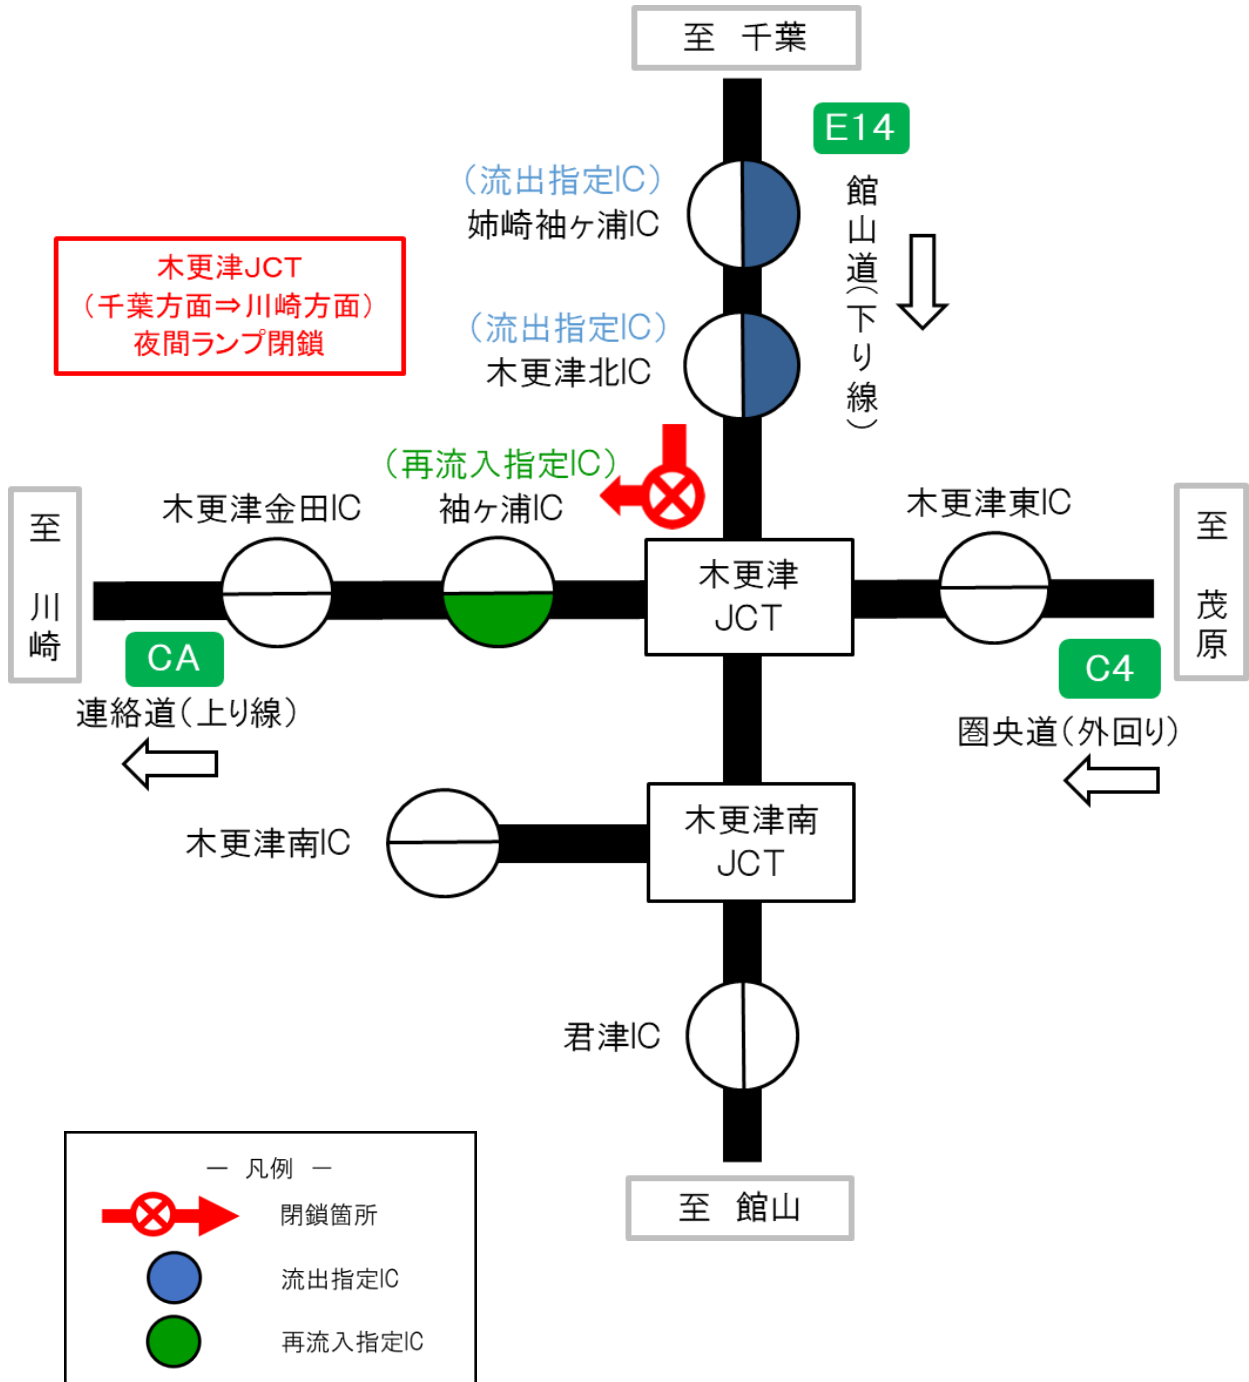 至 千葉
E14
館山道(下り線)
(流出指定IC)
姉崎袖ヶ浦IC
木更津JCT
(千葉方面⇒川崎方面)
夜間ランプ閉鎖
(流出指定IC)
木更津北IC
(再流入指定IC)
袖ヶ浦IC
木更津金田IC
木更津東IC
至 川崎
木更津
JCT
至 茂原
CA
連絡道(上り線)
C4
圏央道(外回り)
木更津南IC
木更津南
JCT
君津IC
至 館山
― 凡例 ―
閉鎖箇所
流出指定IC
再流入指定IC